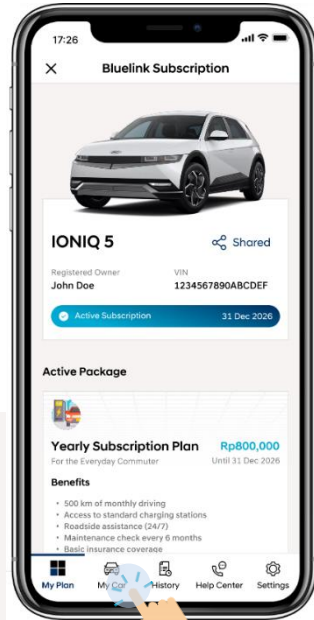 17:26
Bluelink Subscription
IONIQ 5
Shared
Registered Owner
VIN
John Doe
1234567890ABCDEF
Active Subscription
31 Dec 2026
Active Package
Yearly Subscription Plan
Rp800,000
For the Everyday Commuter
Until 31 Dec 2026
Benefits
• 500 km of monthly driving
• Access to standard charging stations
• Roadside assistance (24/7)
• Maintenance check every 6 months
• Basic insurance coverage
My Plan
My Car
History
Help Center
Settings